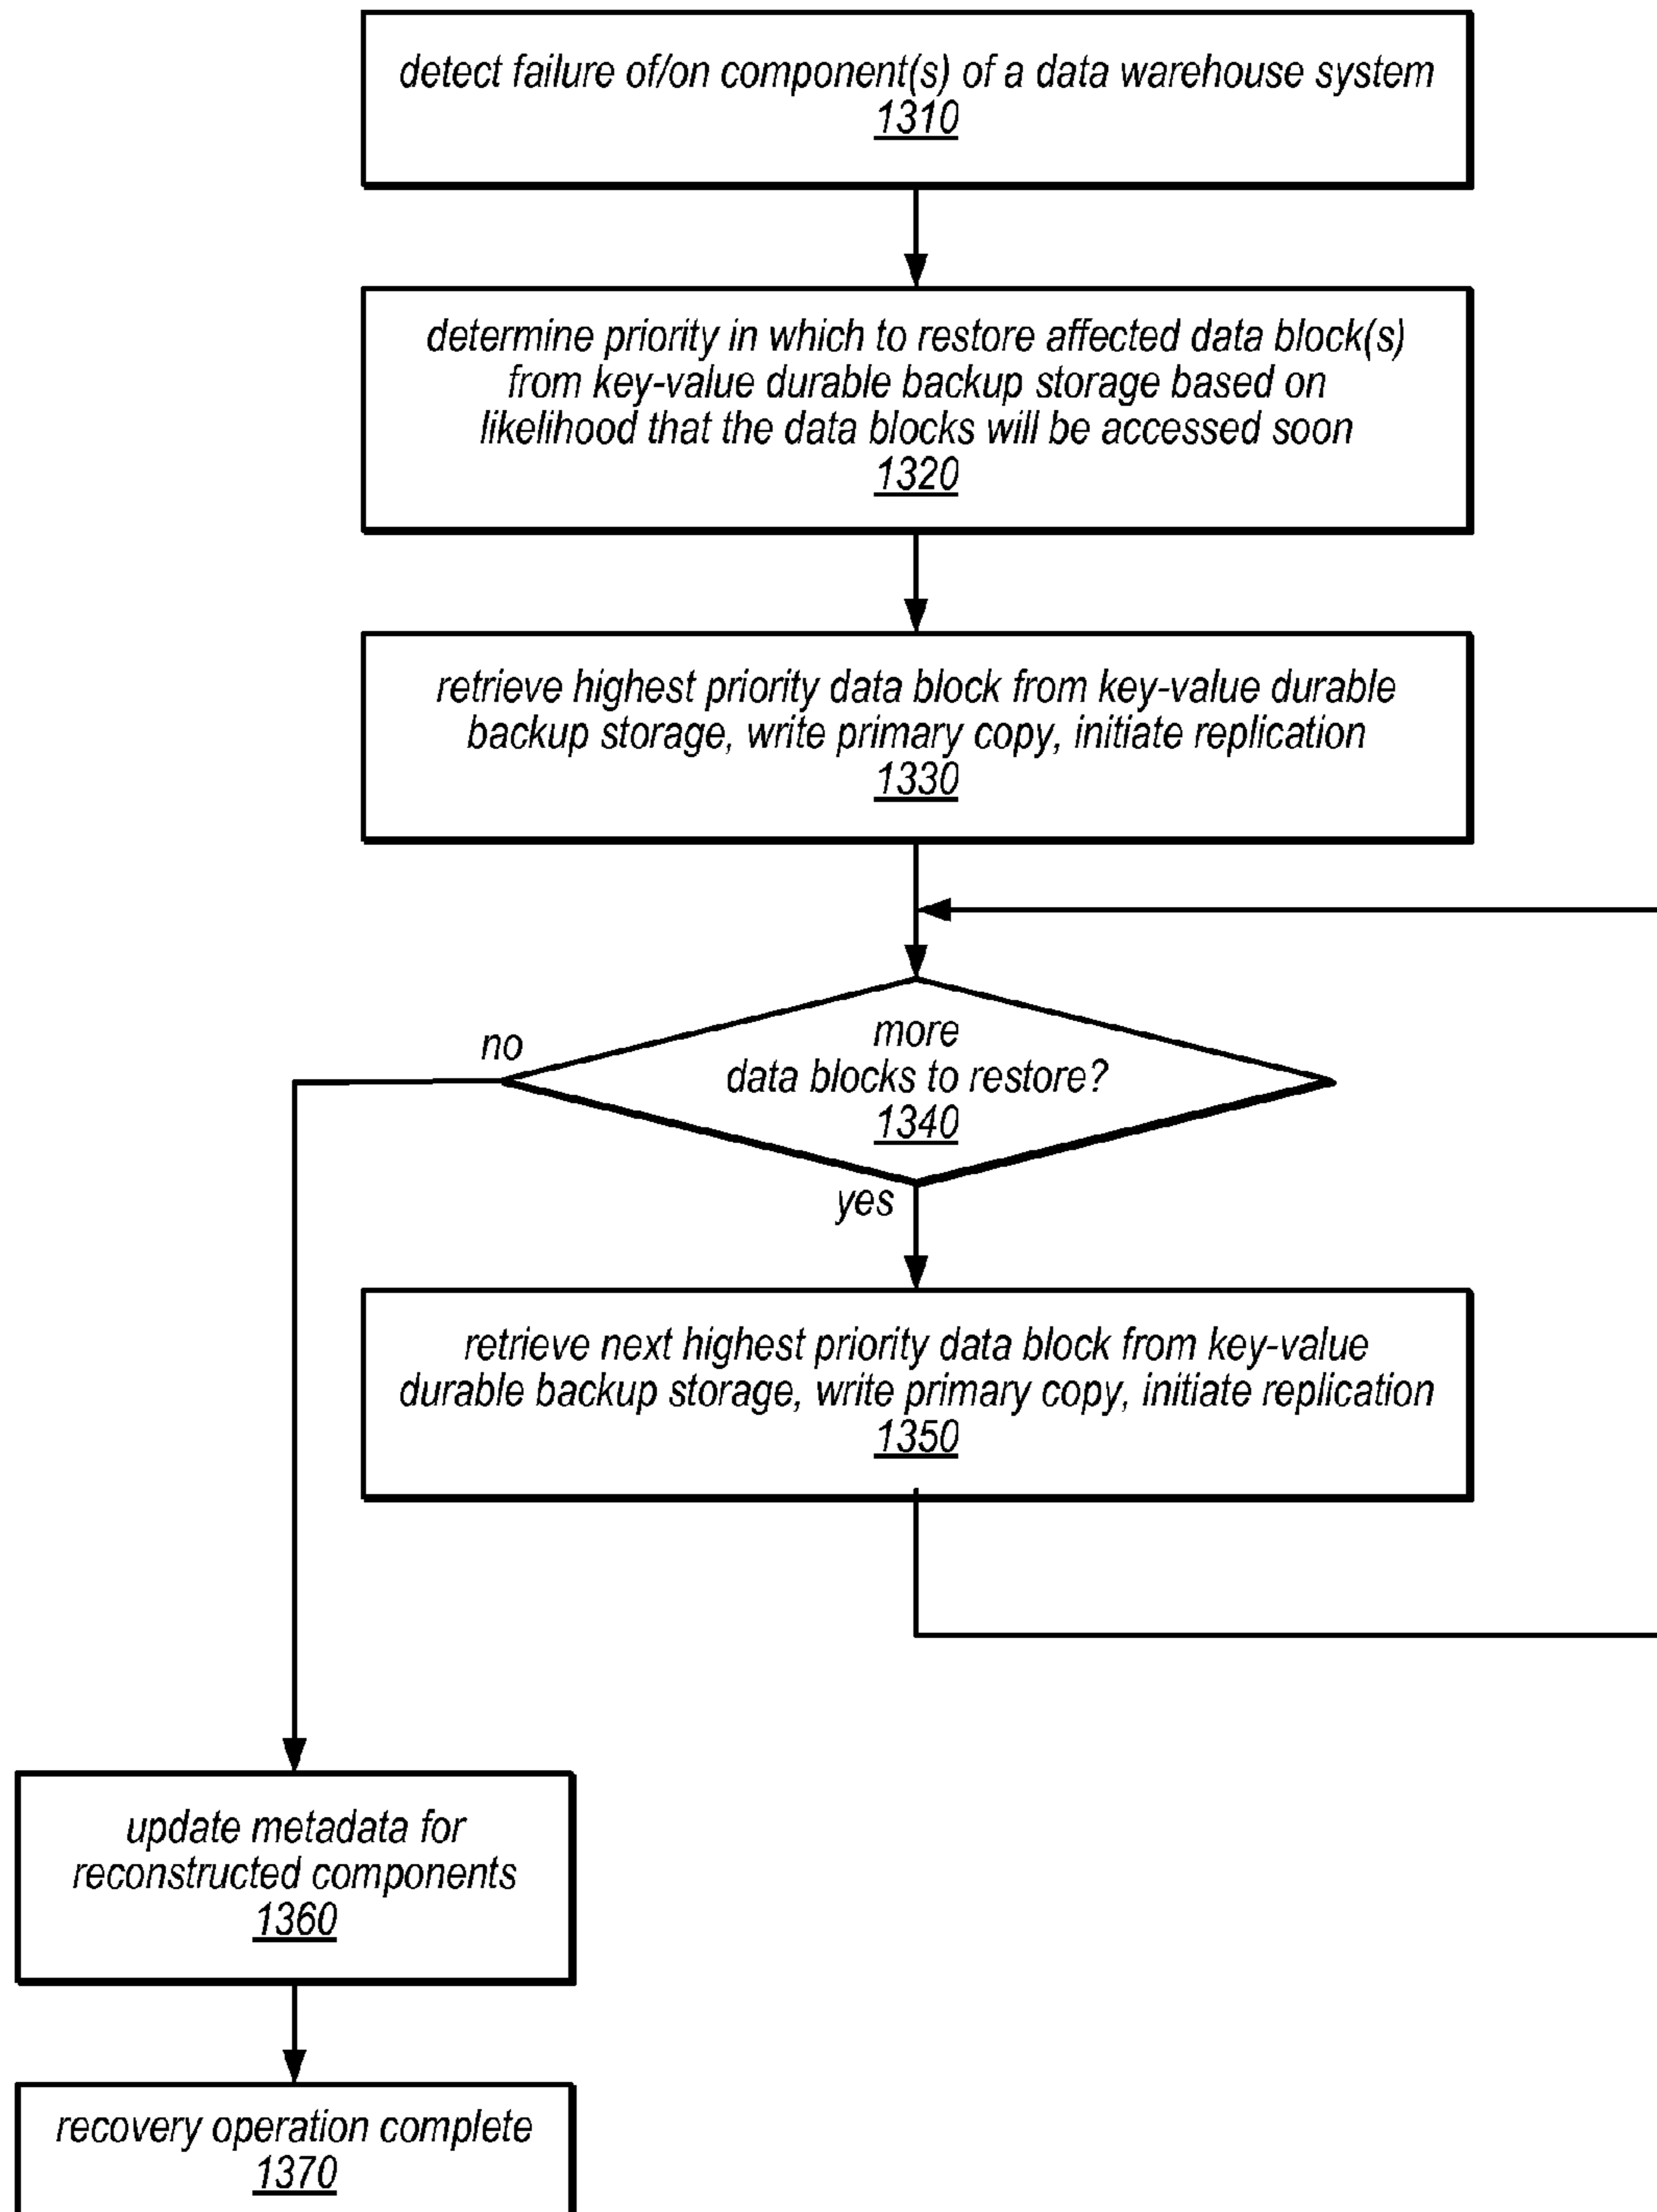 detect failure of/on component(s) of a data warehouse system
1310
determine priority in which to restore affected data block(s)
from key-value durable backup storage based on
likelihood that the data blocks will be accessed soon
1320
retrieve highest priority data block from key-value durable
backup storage, write primary copy, initiate replication
1330
more
data blocks to restore?
1340
no
yes
retrieve next highest priority data block from key-value
durable backup storage, write primary copy, initiate replication
1350
update metadata for
reconstructed components
1360
recovery operation complete
1370